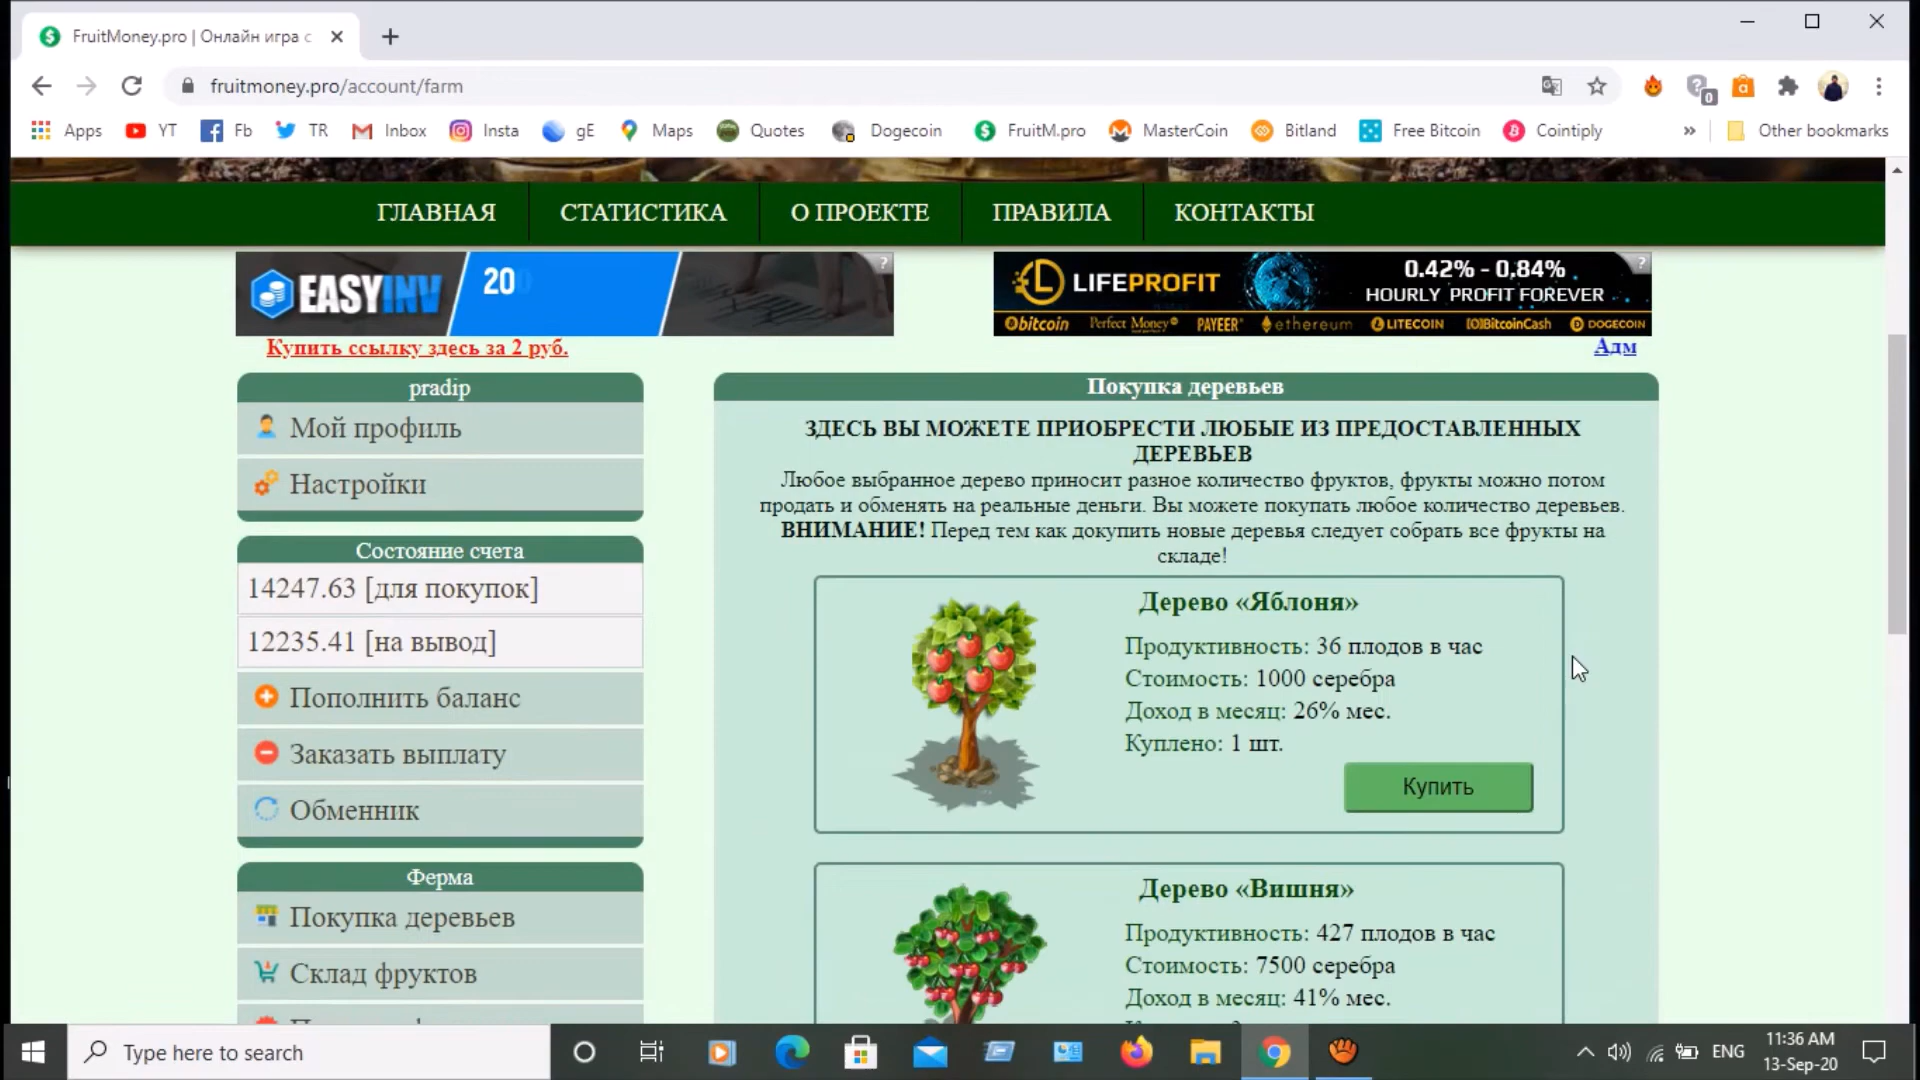 FruitMoney.pro | Онлайн игра с
fruitmoney.pro/account/farm
0
Apps YT Fb TR Inbox Insta gE Maps Quotes Dogecoin FruitM.pro MasterCoin Bitland Free Bitcoin Cointiply » Other bookmarks
ГЛАВНАЯ СТАТИСТИКА О ПРОЕКТЕ ПРАВИЛА КОНТАКТЫ
EASYINV 20 ?
LIFEPROFIT 0.42% - 0,84% ?
HOURLY PROFIT FOREVER
bitcoin Perfect Money PAYEER ethereum LITECOIN BitcoinCash DOGECOIN
Купить ссылку здесь за 2 руб.
Адм
pradip
Мой профиль
Настройки
Состояние счета
14247.63 [для покупок]
12235.41 [на вывод]
Пополнить баланс
Заказать выплату
Обменник
Ферма
Покупка деревьев
Склад фруктов
Покупка деревьев
ЗДЕСЬ ВЫ МОЖЕТЕ ПРИОБРЕСТИ ЛЮБЫЕ ИЗ ПРЕДОСТАВЛЕННЫХ
ДЕРЕВЬЕВ
Любое выбранное дерево приносит разное количество фруктов, фрукты можно потом
продать и обменять на реальные деньги. Вы можете покупать любое количество деревьев.
ВНИМАНИЕ! Перед тем как докупить новые деревья следует собрать все фрукты на
складе!
Дерево «Яблоня»
Продуктивность: 36 плодов в час
Стоимость: 1000 серебра
Доход в месяц: 26% мес.
Куплено: 1 шт.
Купить
Дерево «Вишня»
Продуктивность: 427 плодов в час
Стоимость: 7500 серебра
Доход в месяц: 41% мес.
Type here to search
ENG
11:36 AM
13-Sep-20